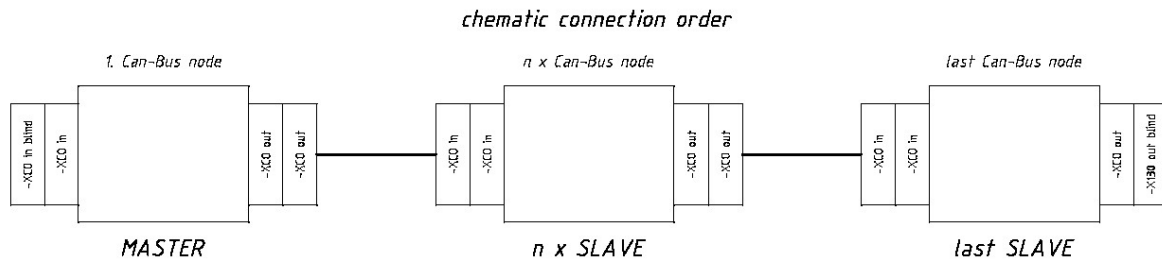 chematic connection order
1. Can-Bus node
n x Can-Bus node
last Can-Bus node
-XCO in blind
-XCO in
-XCO out
-XCO out
-XCO in
-XCO in
-XCO out
-XCO out
-XCO in
-XCO in
-XCO out
-X130 out blind
MASTER
n x SLAVE
last SLAVE